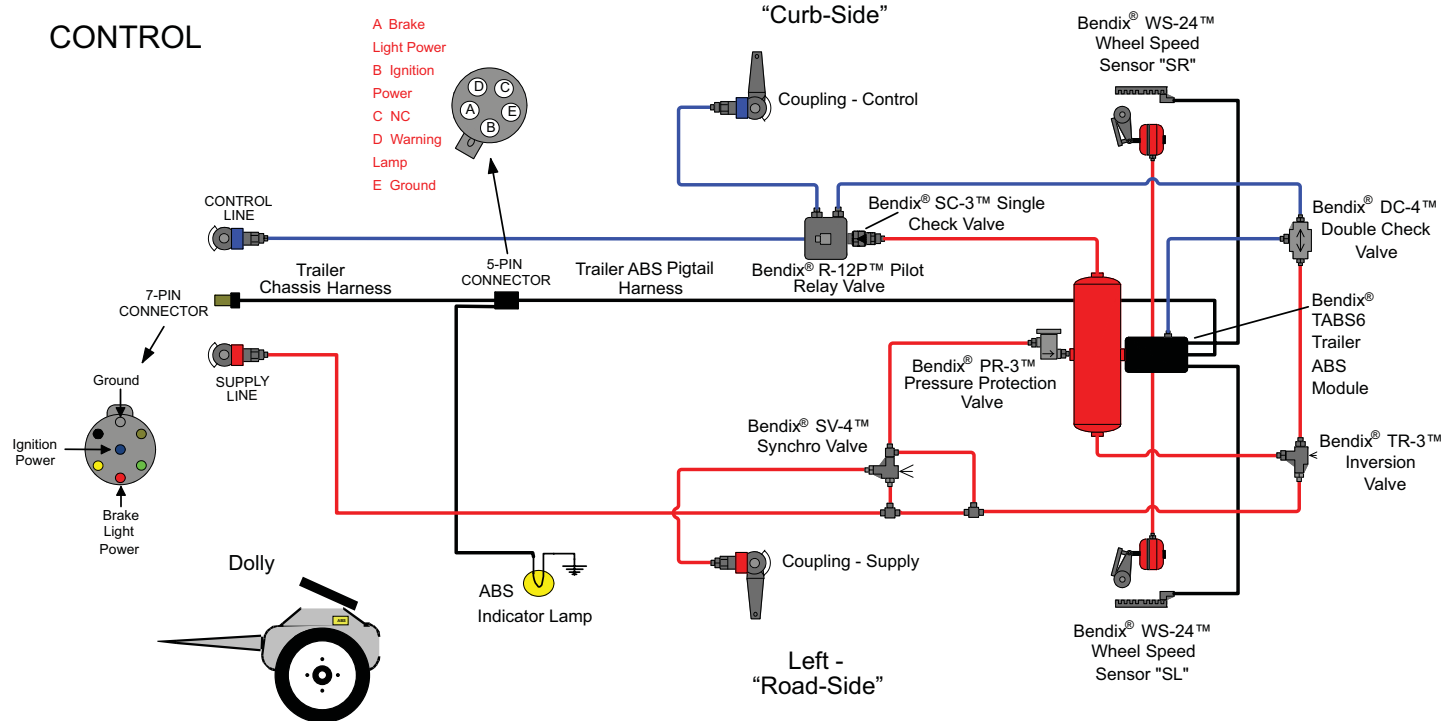 CONTROL
A Brake
Light Power
B Ignition
Power
C NC
D Warning
Lamp
E Ground
D
C
A
E
B
“Curb-Side”
Coupling - Control
Bendix® WS-24™
Wheel Speed
Sensor "SR"
CONTROL
LINE
Bendix® SC-3™ Single
Check Valve
Bendix® R-12P™ Pilot
Relay Valve
Bendix® DC-4™
Double Check
Valve
5-PIN
CONNECTOR
Trailer
Chassis Harness
Trailer ABS Pigtail
Harness
7-PIN
CONNECTOR
Bendix®
TABS6
Trailer
ABS
Module
SUPPLY
LINE
Bendix® PR-3™
Pressure Protection
Valve
Ground
Ignition
Power
Brake
Light
Power
Bendix® SV-4™
Synchro Valve
Bendix® TR-3™
Inversion
Valve
Dolly
ABS
ABS
Indicator Lamp
Coupling - Supply
Left -
“Road-Side”
Bendix® WS-24™
Wheel Speed
Sensor "SL"